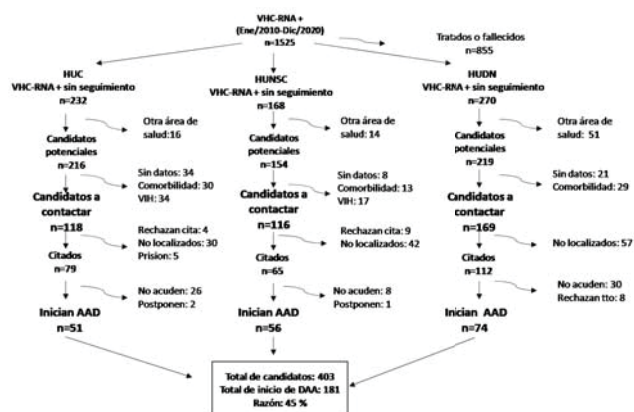 VHC-RNA +
(Ene/2010-Dic/2020)
n=1525
Tratados o fallecidos
n=855
HUC
VHC-RNA + sin seguimiento
n=232
HUNSC
VHC-RNA + sin seguimiento
n=168
HUDN
VHC-RNA + sin seguimiento
n=270
Otra área de
salud:16
Otra área de
salud: 14
Otra área de
salud: 51
Candidatos
potenciales
n=216
Candidatos
potenciales
n=154
Candidatos
potenciales
n=219
Sin datos: 34
Comorbilidad: 30
VIH: 34
Sin datos: 8
Comorbilidad: 13
VIH: 17
Sin datos: 21
Comorbilidad: 29
Candidatos a
contactar
n=118
Candidatos a
contactar
n=116
Candidatos a
contactar
n=169
Rechazan cita: 4
No localizados: 30
Prision: 5
Rechazan cita: 9
No localizados: 42
No localizados: 57
Citados
n=79
Citados
n=65
Citados
n=112
No acuden: 26
Postponen: 2
No acuden: 8
Postponen: 1
No acuden: 30
Rechazan tto: 8
Inician AAD
n=51
Inician AAD
n=56
Inician AAD
n=74
Total de candidatos: 403
Total de inicio de DAA: 181
Razón: 45 %